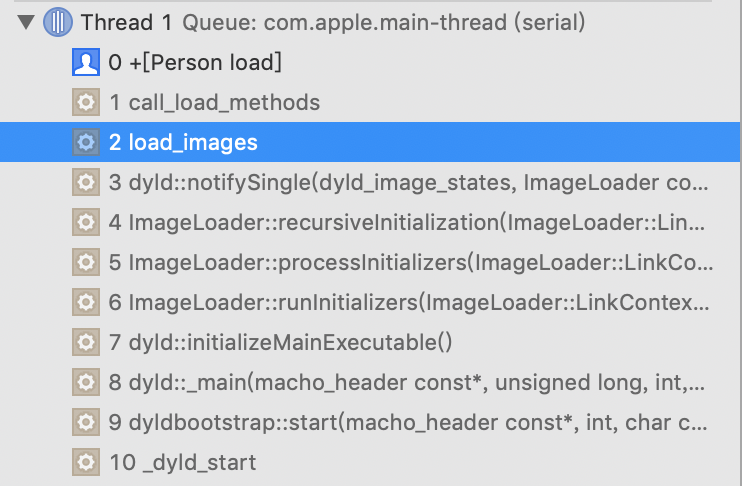 Thread 1 Queue: com.apple.main-thread (serial)
0 +[Person load]
1 call_load_methods
2 load_images
3 dyld::notifySingle(dyld_image_states, ImageLoader co...
4 ImageLoader::recursiveInitialization(ImageLoader::Lin...
5 ImageLoader::processInitializers(ImageLoader::LinkCo...
6 ImageLoader::runInitializers(ImageLoader::LinkContex...
7 dyld::initializeMainExecutable()
8 dyld::_main(macho_header const*, unsigned long, int,...
9 dyldbootstrap::start(macho_header const*, int, char c...
10 _dyld_start